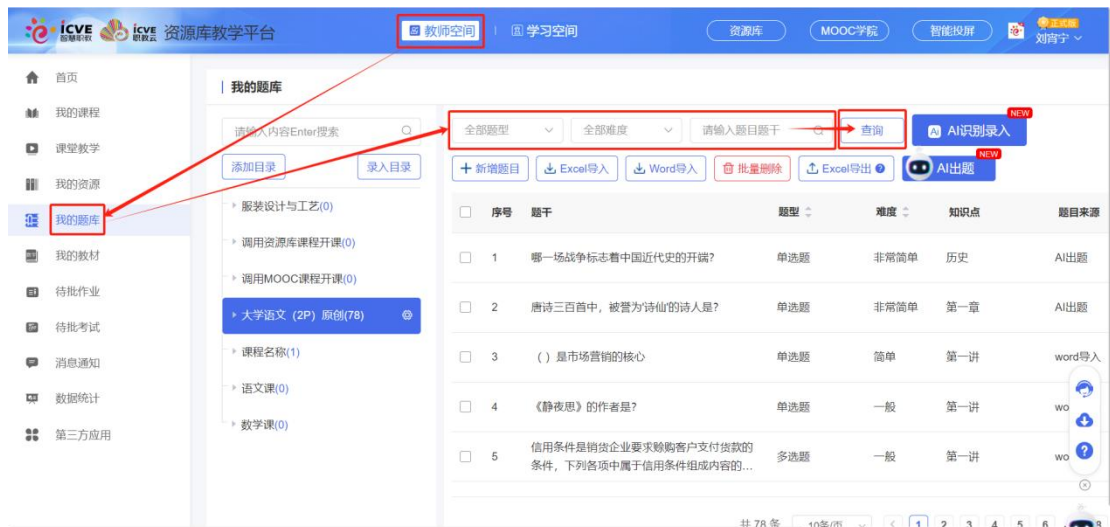 icve 智慧职教 icve 职教云 资源库教学平台 教师空间 学习空间 资源库 MOOC学院 智能投屏 正式版 刘宵宁
首页
我的课程
课堂教学
我的资源
我的题库
我的教材
待批作业
待批考试
消息通知
数据统计
第三方应用
我的题库
请输入内容Enter搜索
添加目录 录入目录
服装设计与工艺(0)
调用资源库课程开课(0)
调用MOOC课程开课(0)
大学语文（2P）原创(78)
课程名称(1)
语文课(0)
数学课(0)
全部题型 全部难度 请输入题目题干 查询 AI识别录入 NEW
新增题目 Excel导入 Word导入 批量删除 Excel导出 AI出题 NEW
序号 题干 题型 难度 知识点 题目来源
1 哪一场战争标志着中国近代史的开端? 单选题 非常简单 历史 AI出题
2 唐诗三百首中，被誉为'诗仙'的诗人是? 单选题 非常简单 第一章 AI出题
3 （ ）是市场营销的核心 单选题 简单 第一讲 word导入
4 《静夜思》的作者是? 单选题 一般 第一讲 wo
5 信用条件是销货企业要求赊购客户支付货款的
条件，下列各项中属于信用条件组成内容的... 多选题 一般 第一讲 wo
共 78 条 10条/页 1 2 3 4 5 6 8